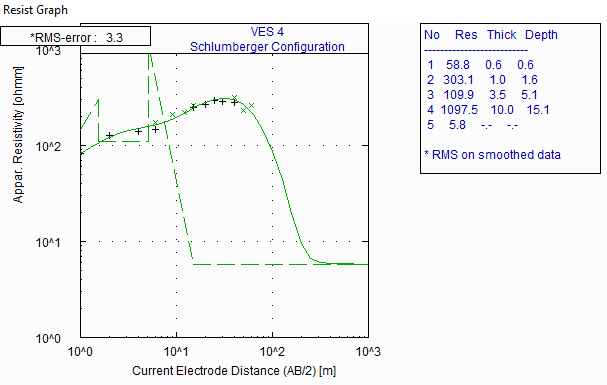 Resist Graph
*RMS-error : 3.3
VES 4
Schlumberger Configuration
10^3
10^2
10^1
10^0
Appar. Resistivity [ohmm]
10^0 10^1 10^2 10^3
Current Electrode Distance (AB/2) [m]
No Res Thick Depth
---------------------------
1 58.8 0.6 0.6
2 303.1 1.0 1.6
3 109.9 3.5 5.1
4 1097.5 10.0 15.1
5 5.8 -.- -.-
* RMS on smoothed data